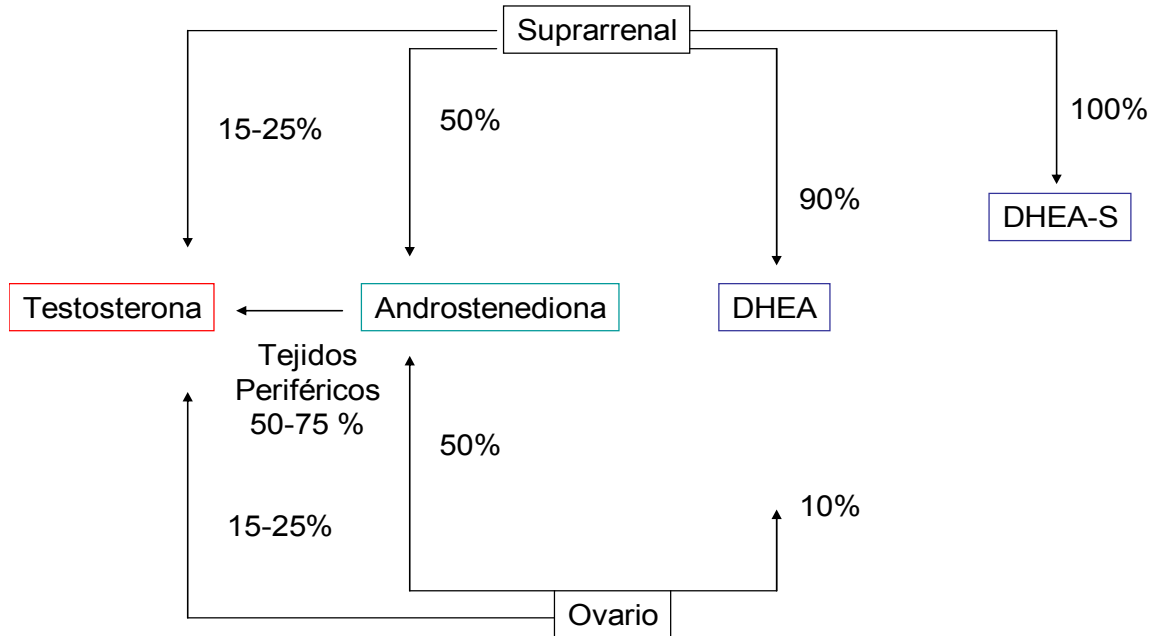 Suprarrenal
15-25%
50%
100%
90%
DHEA-S
Testosterona
Androstenediona
DHEA
Tejidos
Periféricos
50-75 %
50%
10%
15-25%
Ovario